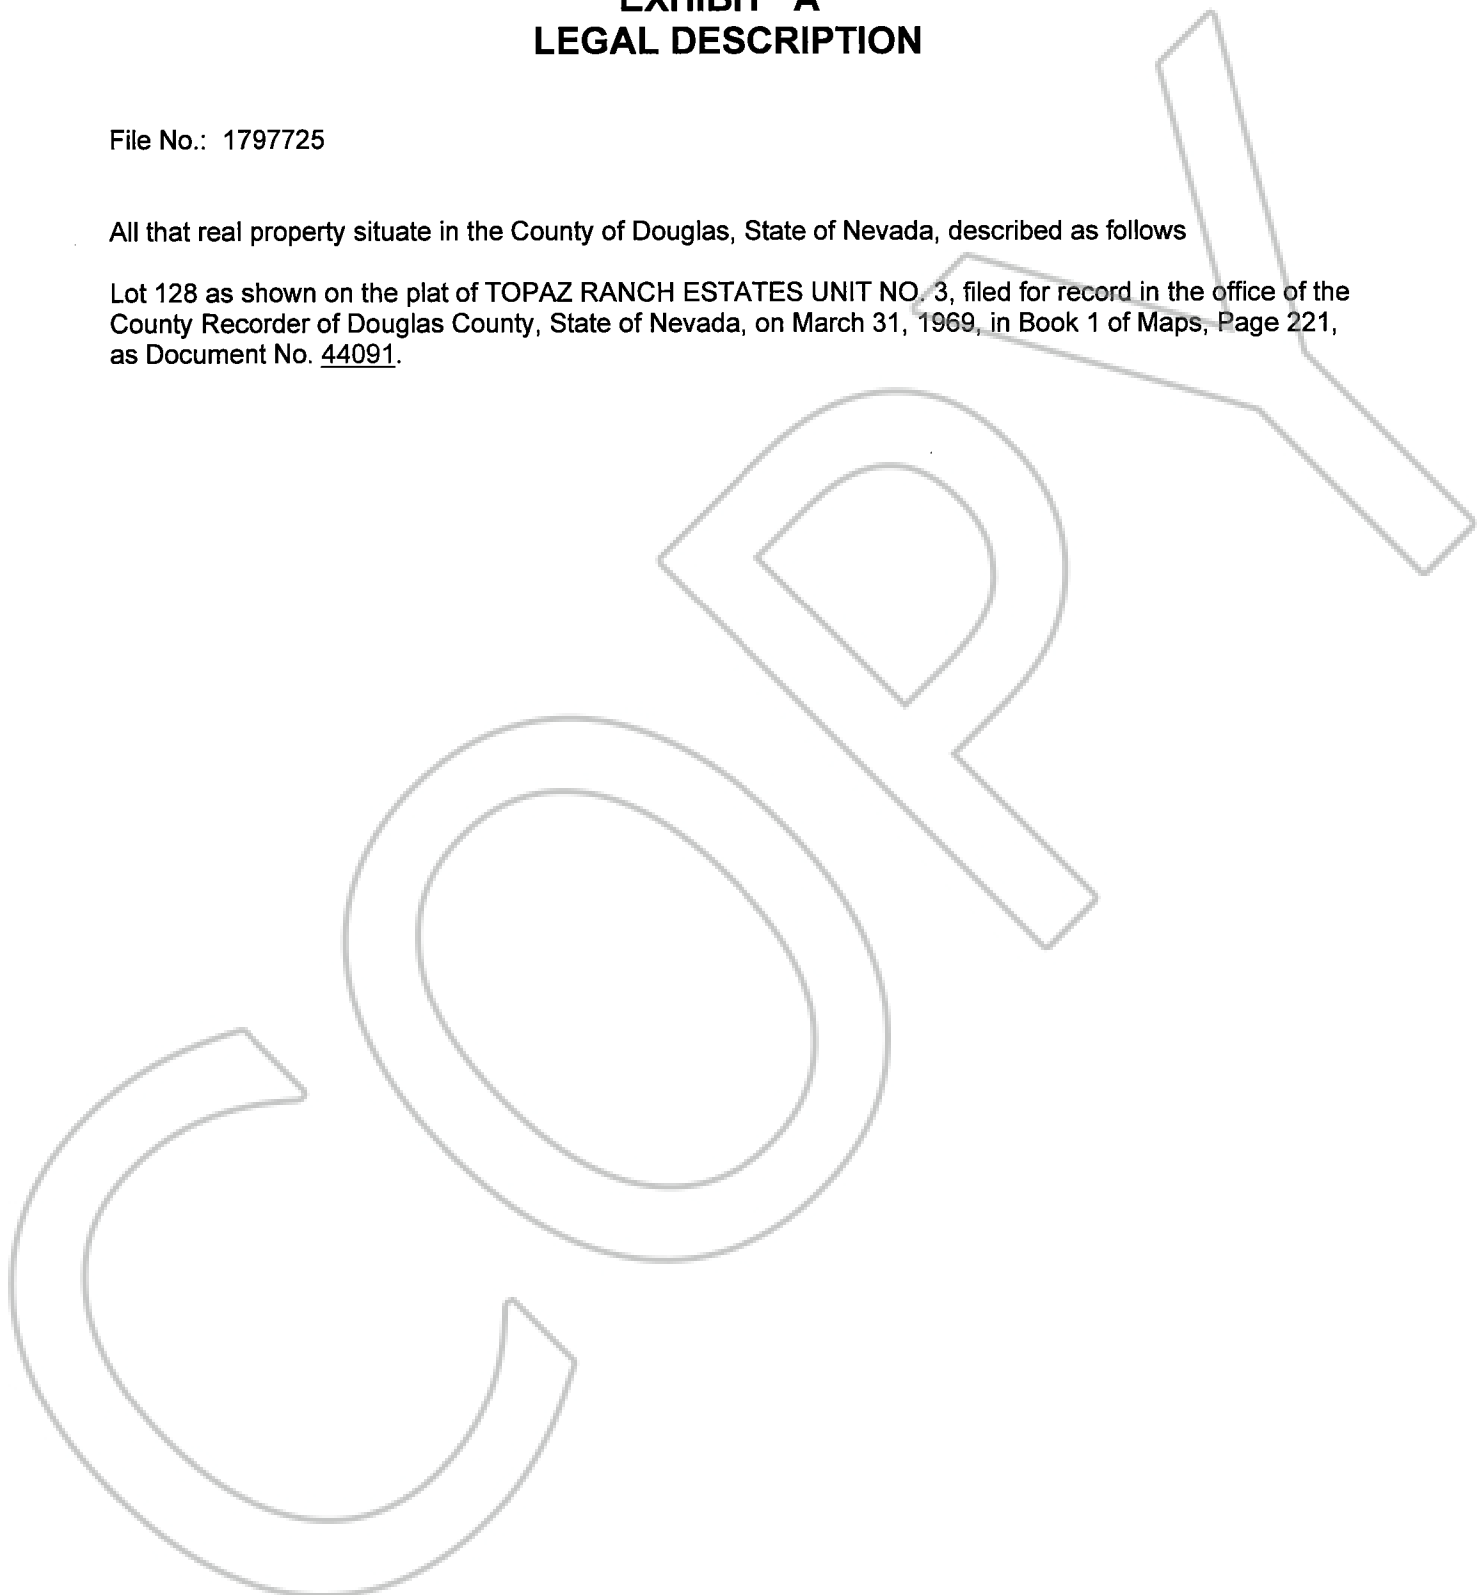 EXHIBIT "A"
LEGAL DESCRIPTION
File No.: 1797725
All that real property situate in the County of Douglas, State of Nevada, described as follows
Lot 128 as shown on the plat of TOPAZ RANCH ESTATES UNIT NO. 3, filed for record in the office of the
County Recorder of Douglas County, State of Nevada, on March 31, 1969, in Book 1 of Maps, Page 221,
as Document No. 44091.
COPY